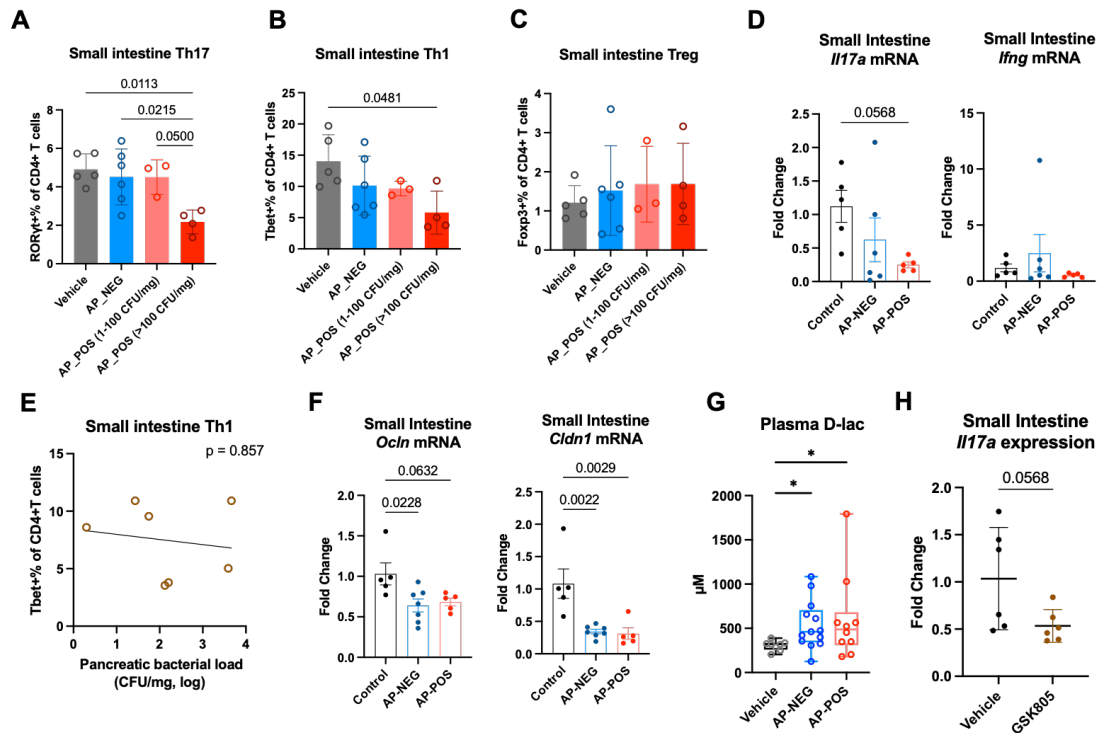 A
Small intestine Th17
0.0113
0.0215
0.0500
RORγt+% of CD4+ T cells
8
6
4
2
0
Vehicle
AP_NEG
AP_POS (1-100 CFU/mg)
AP_POS (>100 CFU/mg)
B
Small intestine Th1
0.0481
Tbet+% of CD4+ T cells
25
20
15
10
5
0
Vehicle
AP_NEG
AP_POS (1-100 CFU/mg)
AP_POS (>100 CFU/mg)
C
Small intestine Treg
Foxp3+% of CD4+ T cells
4
3
2
1
0
Vehicle
AP_NEG
AP_POS (1-100 CFU/mg)
AP_POS (>100 CFU/mg)
D
Small Intestine
Il17a mRNA
0.0568
Fold Change
2.5
2.0
1.5
1.0
0.5
0.0
Control
AP-NEG
AP-POS
Small Intestine
Ifng mRNA
Fold Change
15
10
5
0
Control
AP-NEG
AP-POS
E
Small intestine Th1
p = 0.857
Tbet+% of CD4+T cells
15
10
5
0
0
1
2
3
4
Pancreatic bacterial load
(CFU/mg, log)
F
Small Intestine
Ocln mRNA
0.0632
0.0228
Fold Change
2.0
1.5
1.0
0.5
0.0
Control
AP-NEG
AP-POS
Small Intestine
Cldn1 mRNA
0.0029
0.0022
Fold Change
2.5
2.0
1.5
1.0
0.5
0.0
Control
AP-NEG
AP-POS
G
Plasma D-lac
*
*
μM
2000
1500
1000
500
0
Vehicle
AP-NEG
AP-POS
H
Small Intestine
Il17a expression
0.0568
Fold Change
2.0
1.5
1.0
0.5
0.0
Vehicle
GSK805